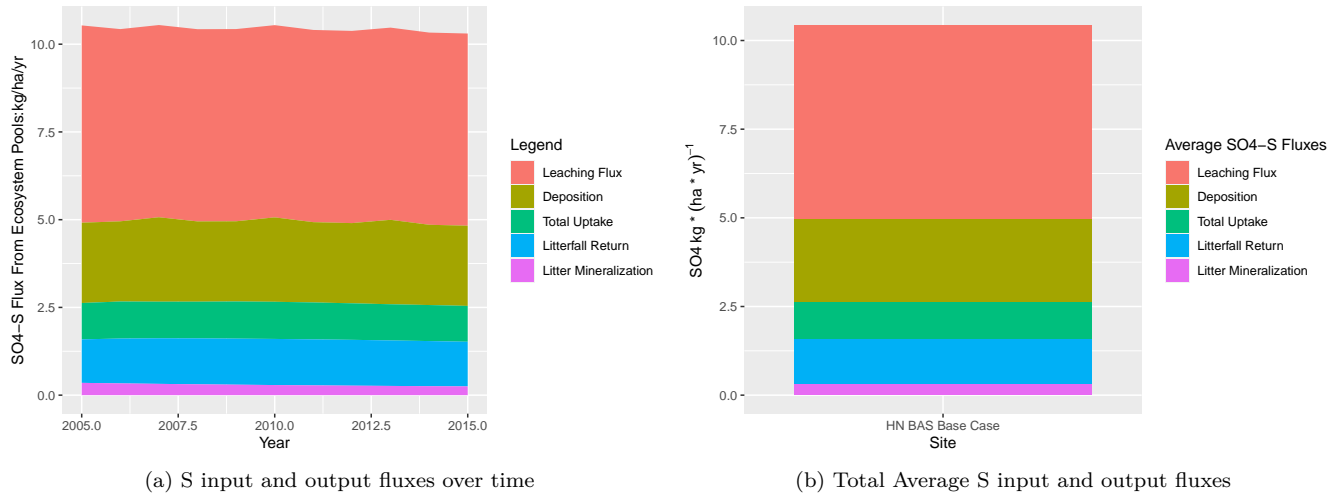 SO4−S Flux From Ecosystem Pools:kg/ha/yr
10.0
7.5
5.0
2.5
0.0
2005.0 2007.5 2010.0 2012.5 2015.0
Year
Legend
Leaching Flux
Deposition
Total Uptake
Litterfall Return
Litter Mineralization
(a) S input and output fluxes over time
SO4 kg * (ha * yr)⁻¹
10.0
7.5
5.0
2.5
0.0
HN BAS Base Case
Site
Average SO4−S Fluxes
Leaching Flux
Deposition
Total Uptake
Litterfall Return
Litter Mineralization
(b) Total Average S input and output fluxes